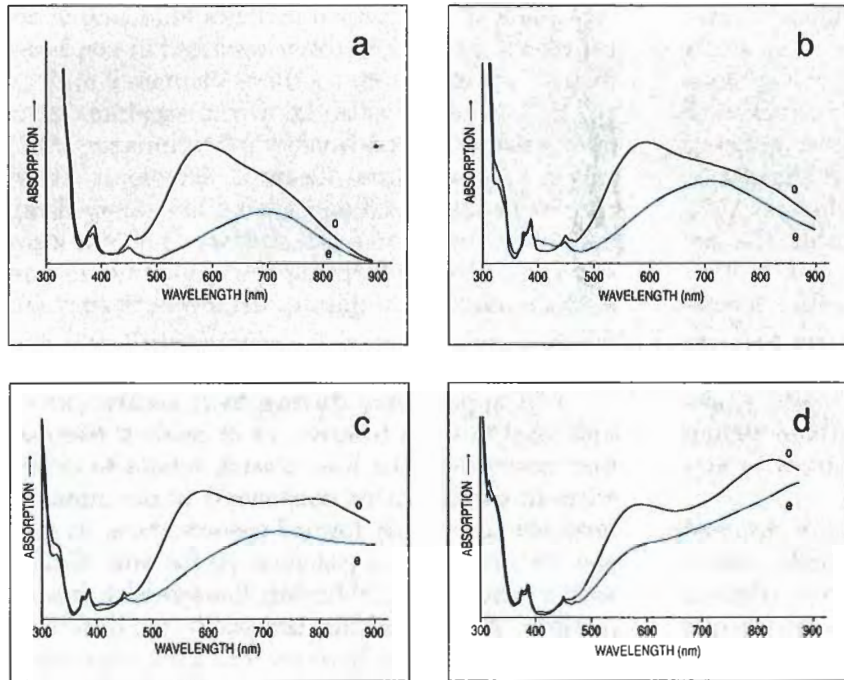 a
ABSORPTION →
o
e
300 400 500 600 700 800 900
WAVELENGTH (nm)
b
ABSORPTION →
o
e
300 400 500 600 700 800 900
WAVELENGTH (nm)
c
ABSORPTION →
o
e
300 400 500 600 700 800 900
WAVELENGTH (nm)
d
ABSORPTION →
o
e
300 400 500 600 700 800 900
WAVELENGTH (nm)